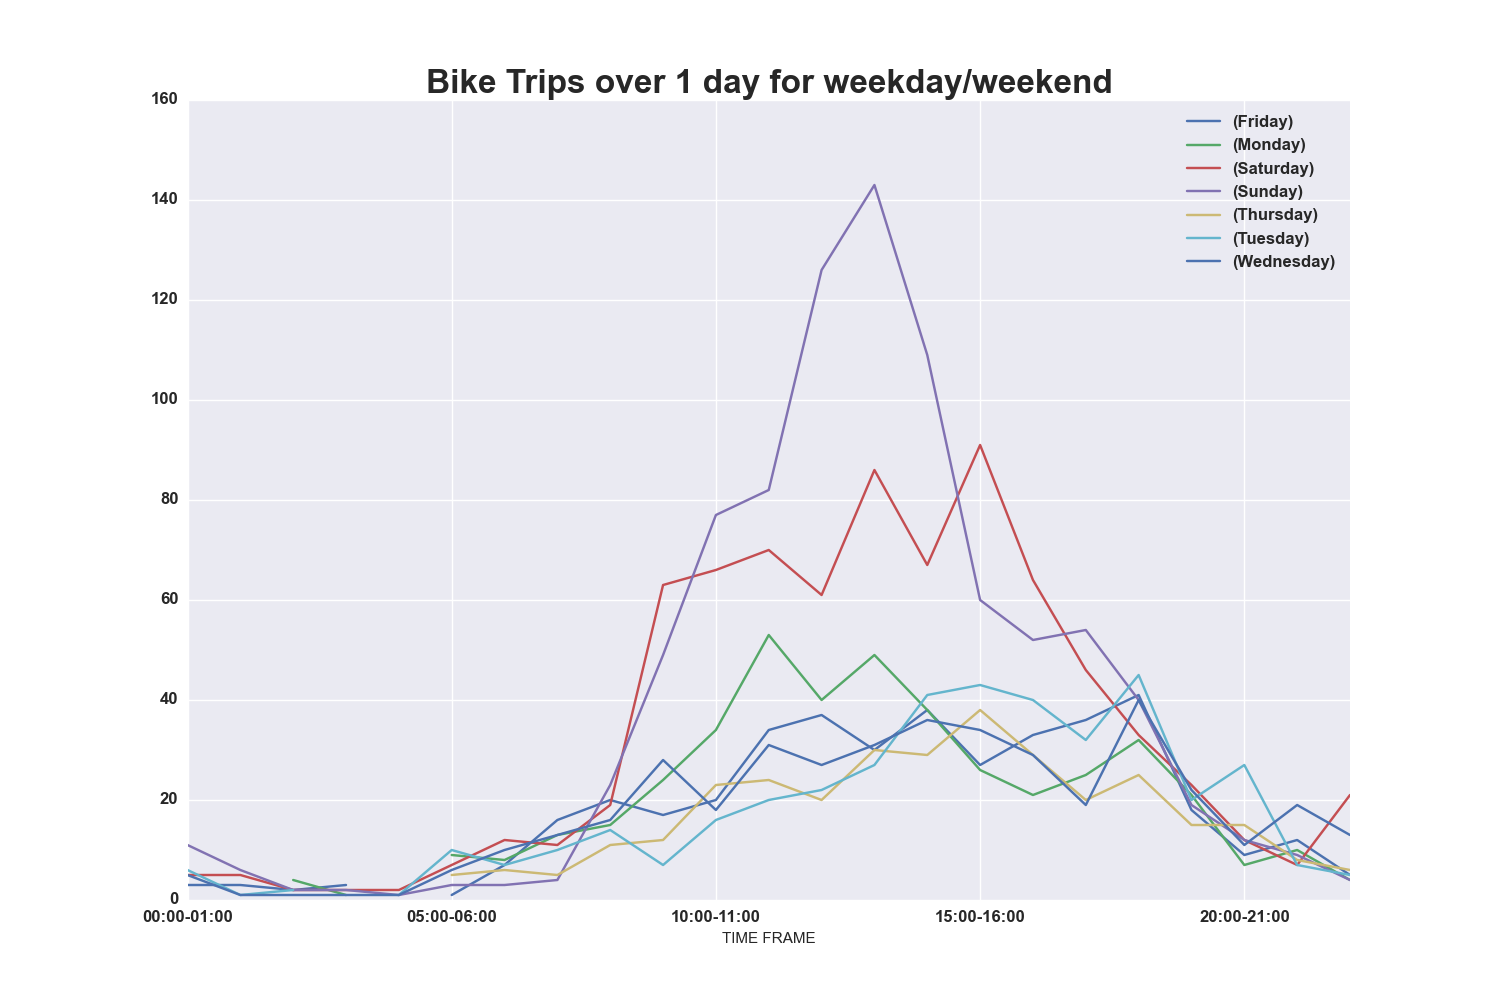 Bike Trips over 1 day for weekday/weekend
160
140
120
100
80
60
40
20
0
(Friday)
(Monday)
(Saturday)
(Sunday)
(Thursday)
(Tuesday)
(Wednesday)
00:00-01:00 05:00-06:00 10:00-11:00 15:00-16:00 20:00-21:00
TIME FRAME